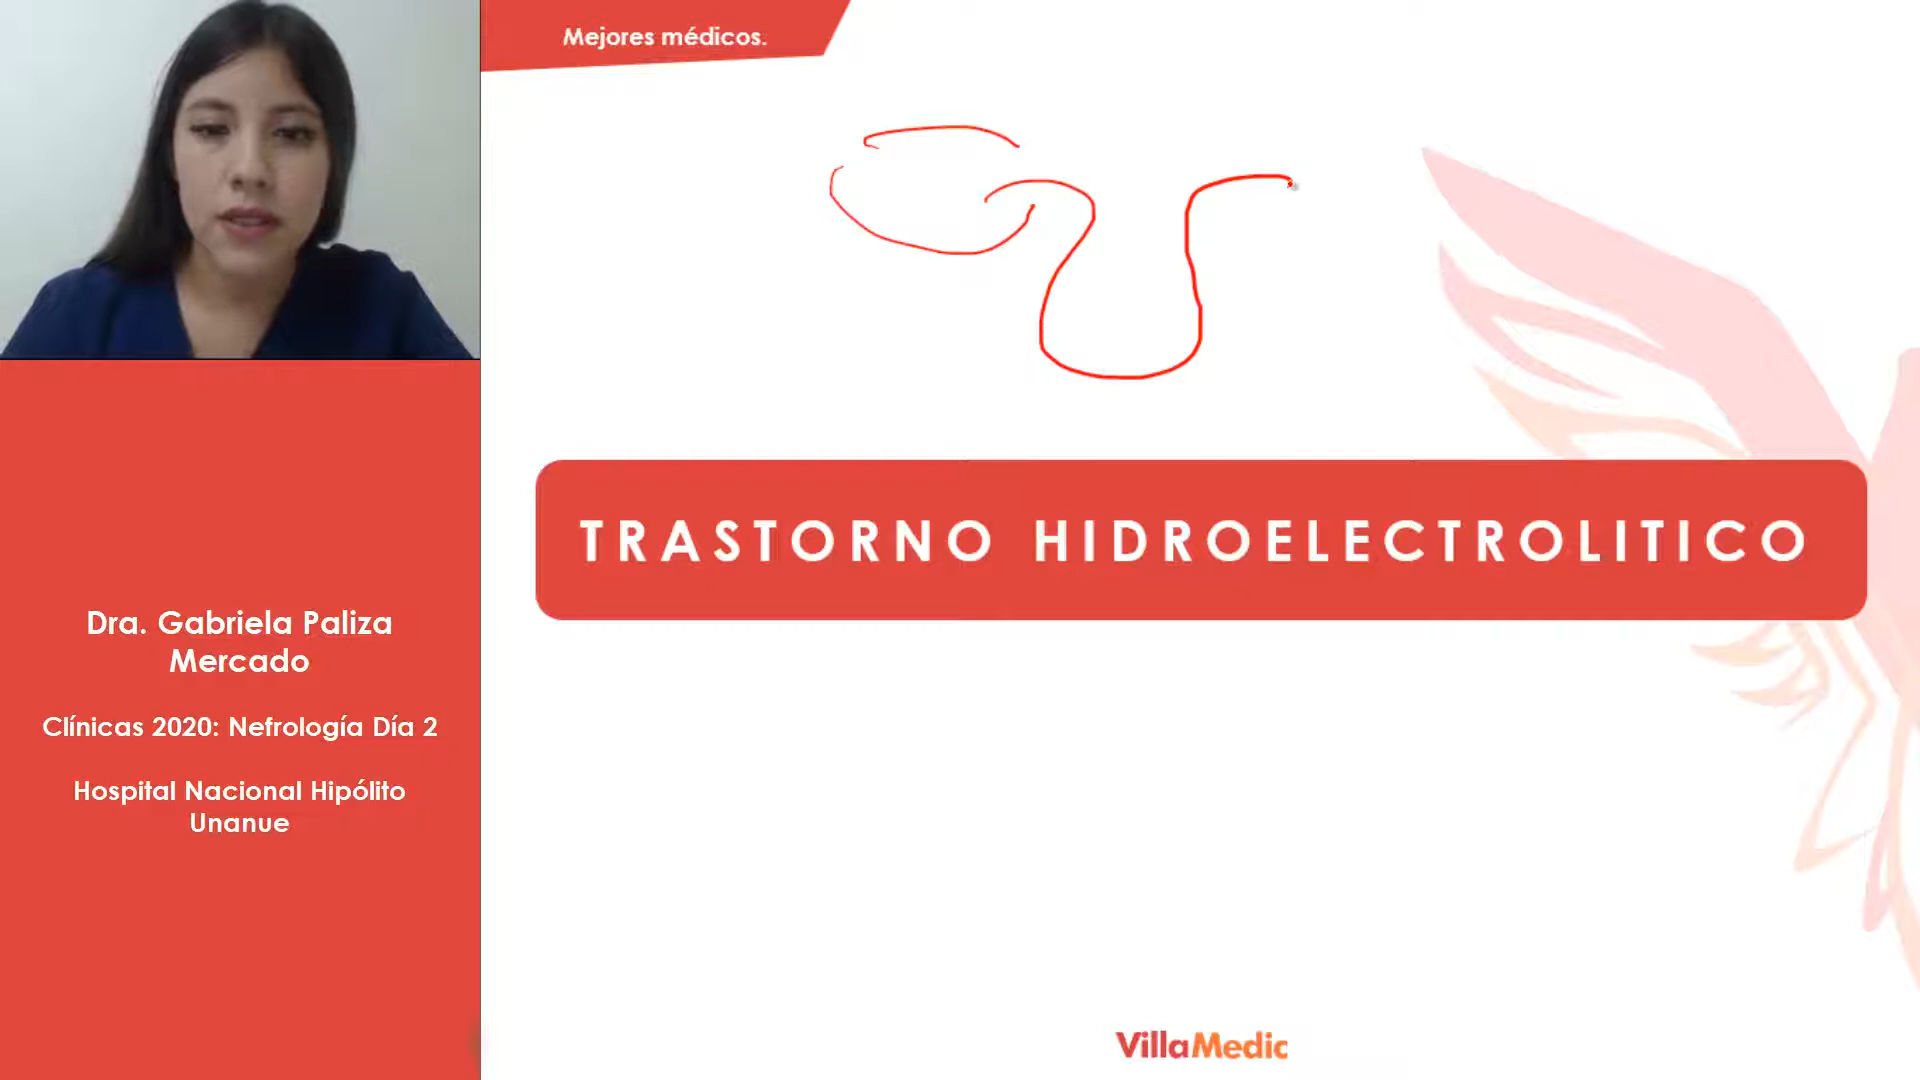 Mejores médicos.
TRASTORNO HIDROELECTROLITICO
Dra. Gabriela Paliza
Mercado
Clínicas 2020: Nefrología Día 2
Hospital Nacional Hipólito
Unanue
VillaMedic